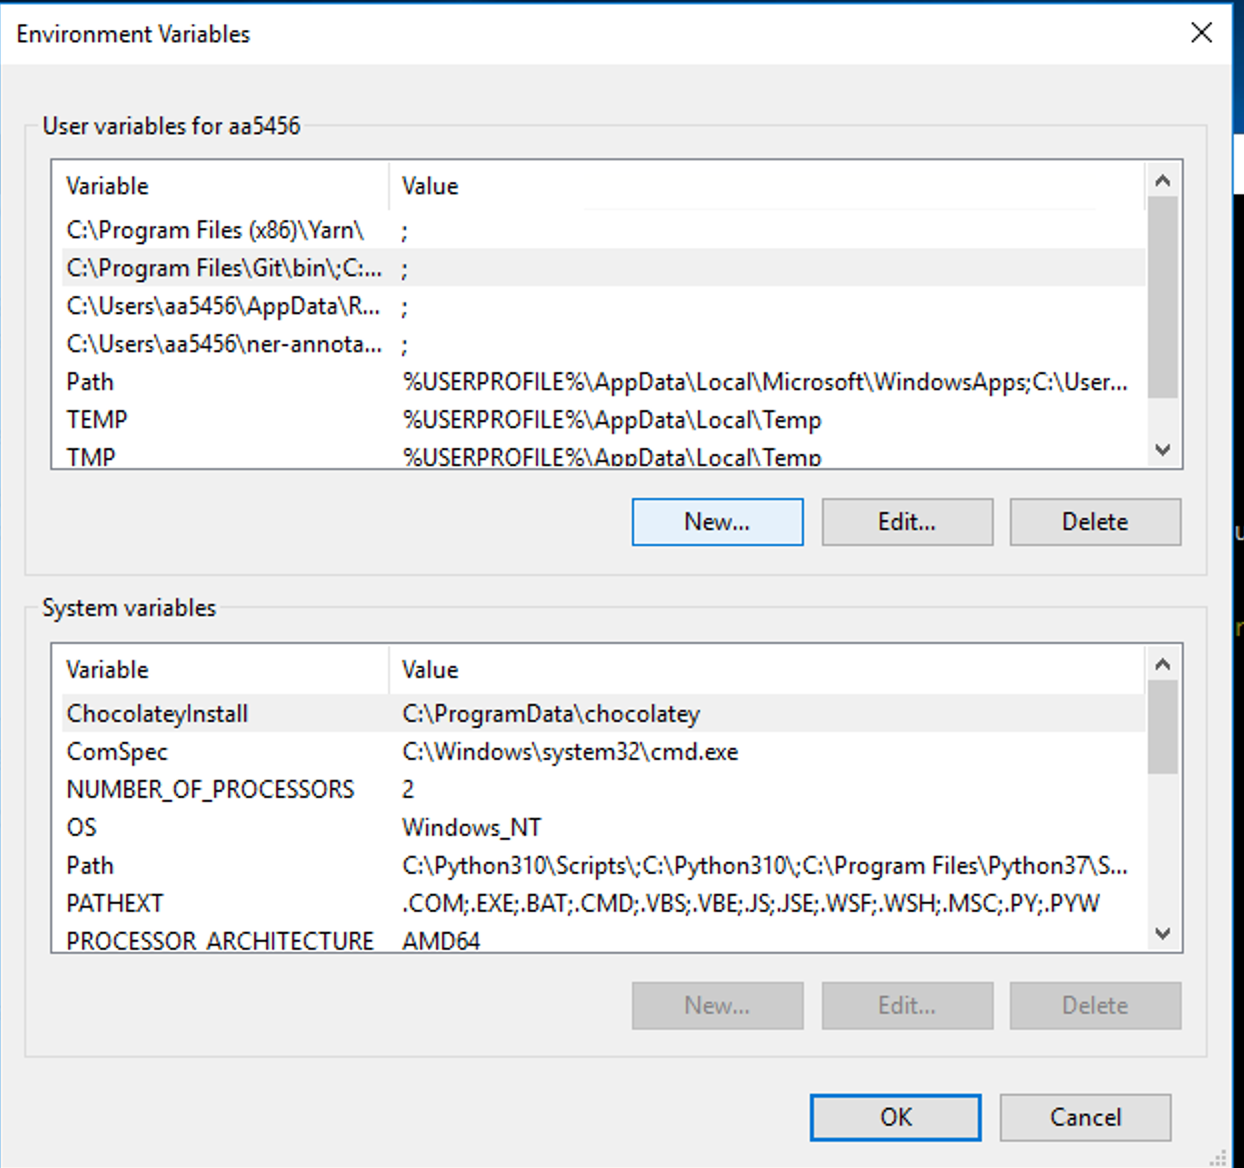 Environment Variables
User variables for aa5456
Variable Value
C:\Program Files (x86)\Yarn\ ;
C:\Program Files\Git\bin\;C:... ;
C:\Users\aa5456\AppData\R... ;
C:\Users\aa5456\ner-annota... ;
Path %USERPROFILE%\AppData\Local\Microsoft\WindowsApps;C:\User...
TEMP %USERPROFILE%\AppData\Local\Temp
TMP %USERPROFILE%\AppData\Local\Temp
New... Edit... Delete
System variables
Variable Value
ChocolateyInstall C:\ProgramData\chocolatey
ComSpec C:\Windows\system32\cmd.exe
NUMBER_OF_PROCESSORS 2
OS Windows_NT
Path C:\Python310\Scripts\;C:\Python310\;C:\Program Files\Python37\S...
PATHEXT .COM;.EXE;.BAT;.CMD;.VBS;.VBE;.JS;.JSE;.WSF;.WSH;.MSC;.PY;.PYW
PROCESSOR_ARCHITECTURE AMD64
New... Edit... Delete
OK Cancel